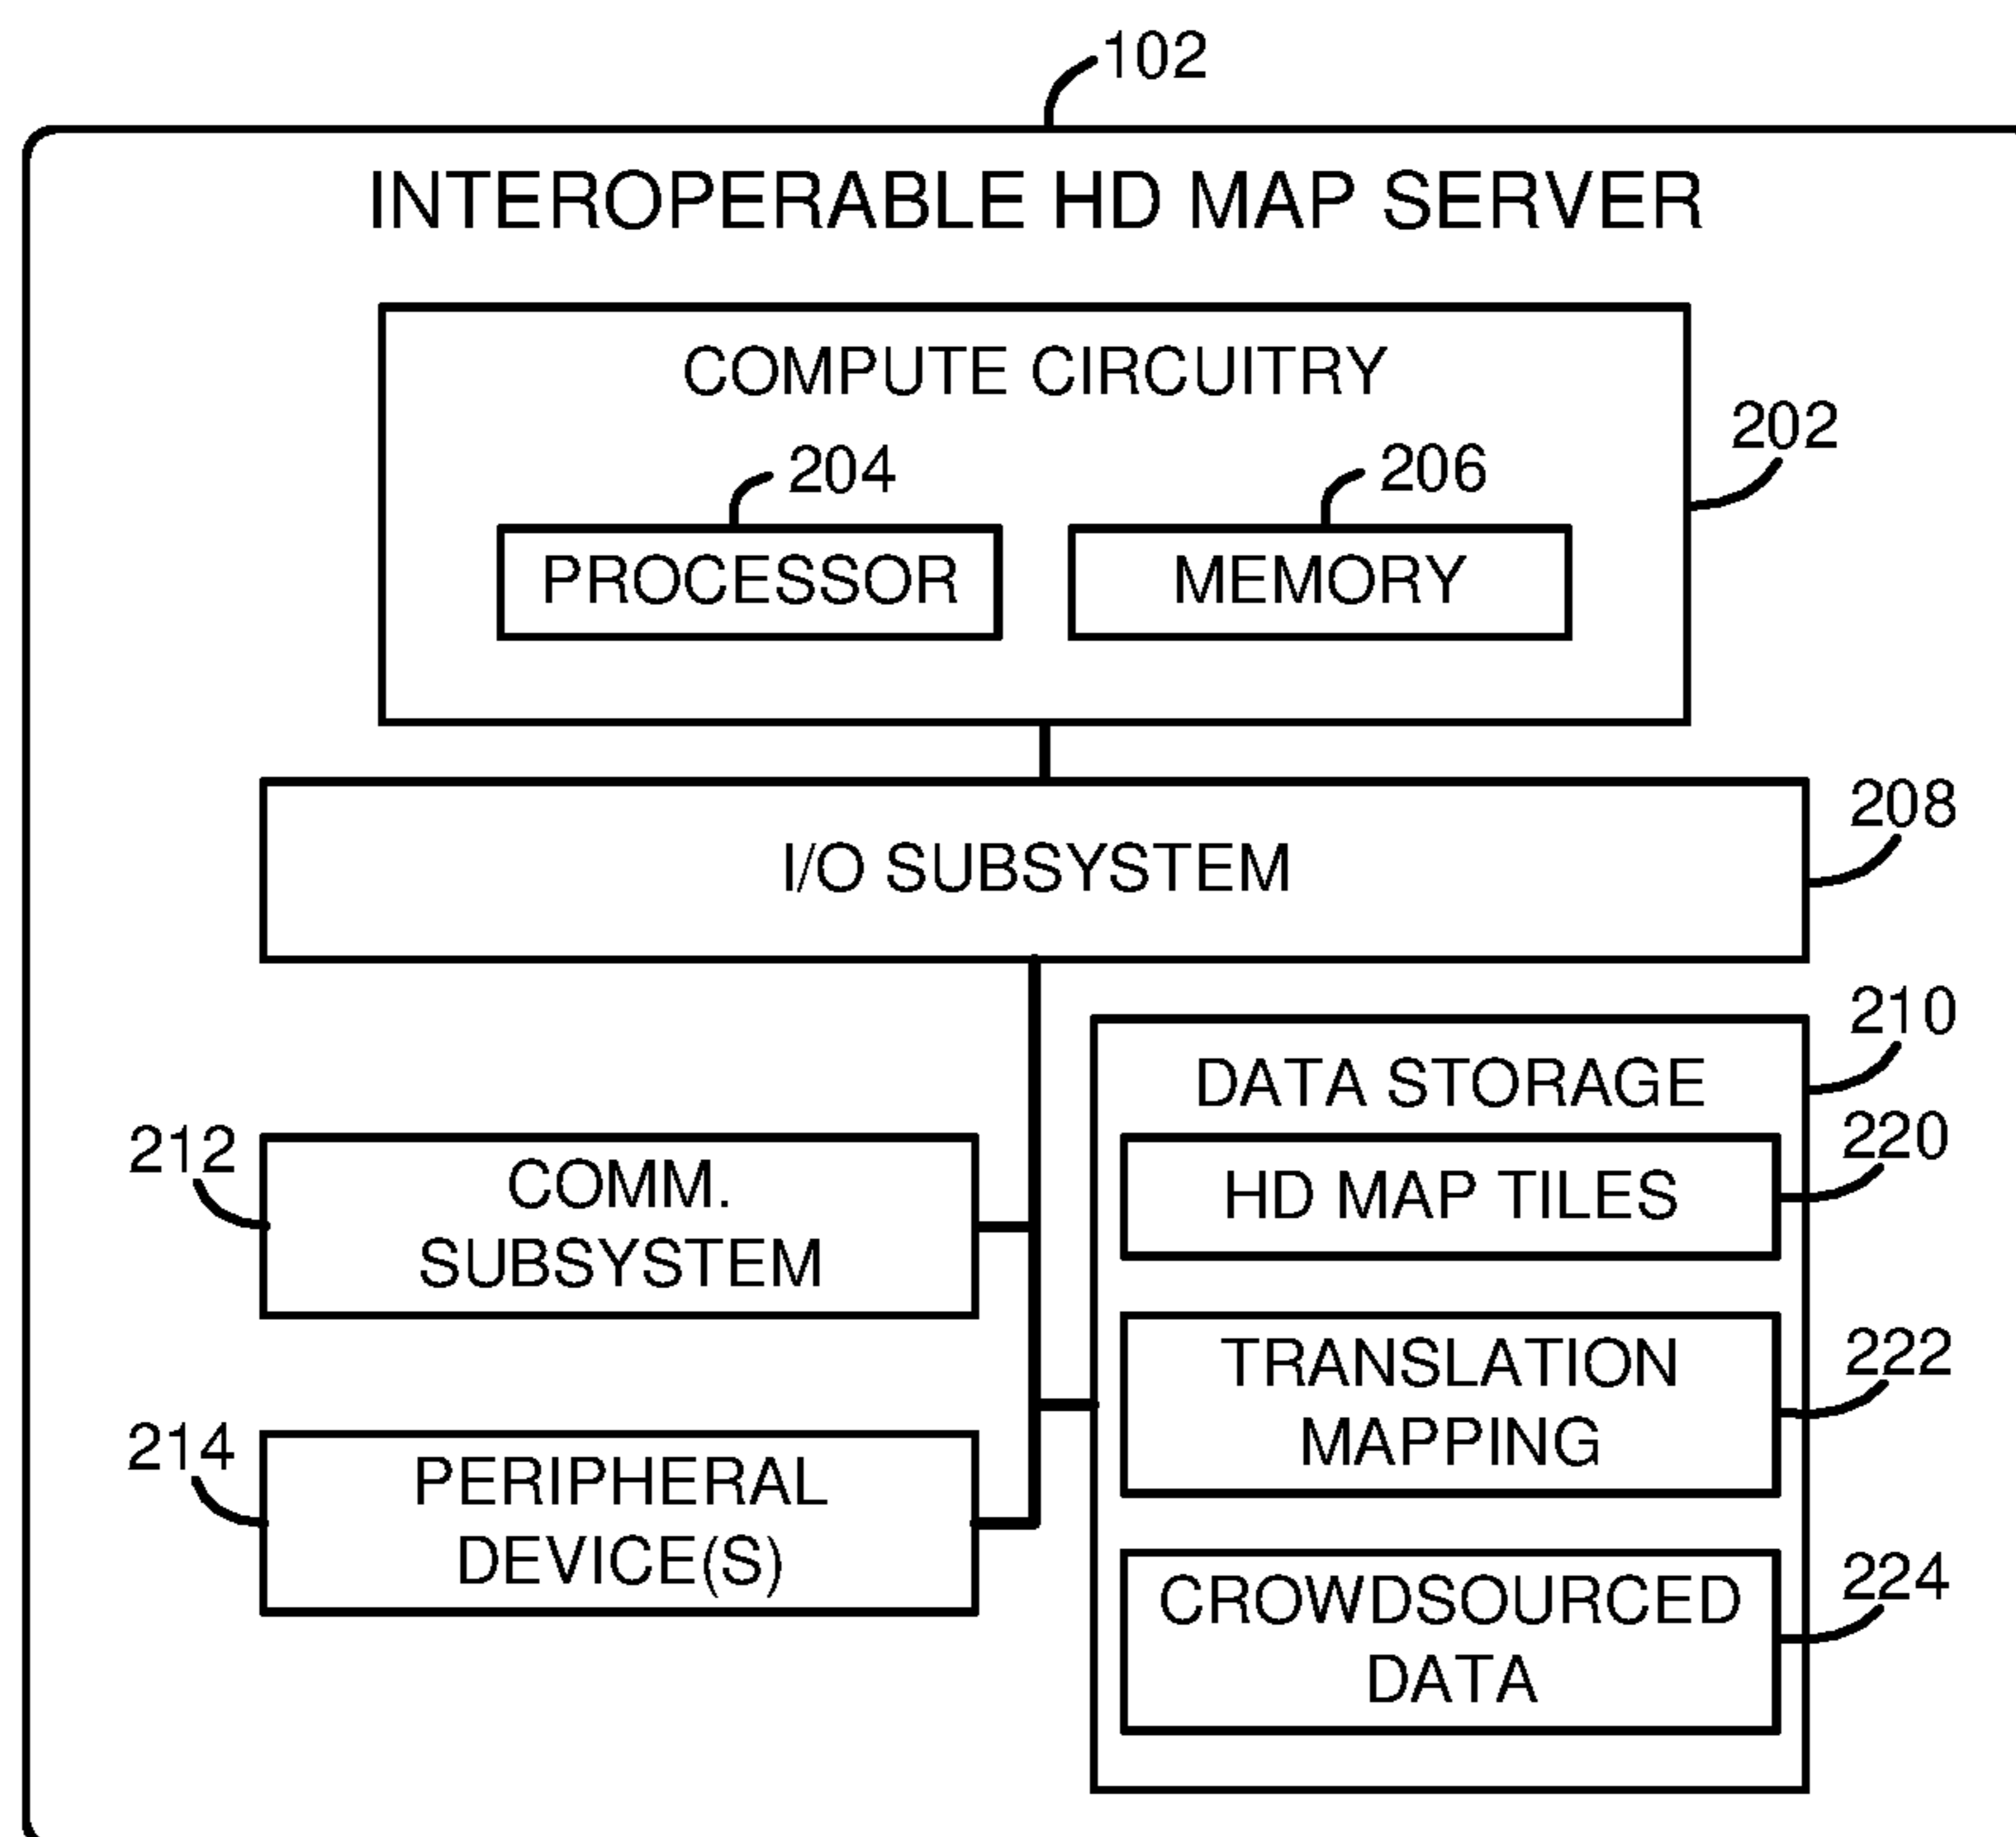 102
INTEROPERABLE HD MAP SERVER
COMPUTE CIRCUITRY
202
204
206
PROCESSOR
MEMORY
208
I/O SUBSYSTEM
210
DATA STORAGE
212
COMM.
SUBSYSTEM
220
HD MAP TILES
222
TRANSLATION
MAPPING
214
PERIPHERAL
DEVICE(S)
224
CROWDSOURCED
DATA